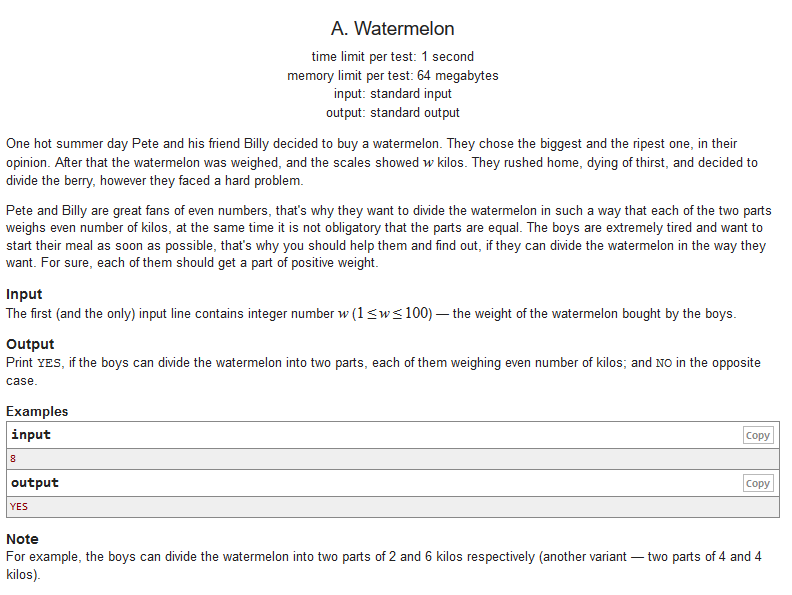 A. Watermelon
time limit per test: 1 second
memory limit per test: 64 megabytes
input: standard input
output: standard output
One hot summer day Pete and his friend Billy decided to buy a watermelon. They chose the biggest and the ripest one, in their
opinion. After that the watermelon was weighed, and the scales showed w kilos. They rushed home, dying of thirst, and decided to
divide the berry, however they faced a hard problem.
Pete and Billy are great fans of even numbers, that's why they want to divide the watermelon in such a way that each of the two parts
weighs even number of kilos, at the same time it is not obligatory that the parts are equal. The boys are extremely tired and want to
start their meal as soon as possible, that's why you should help them and find out, if they can divide the watermelon in the way they
want. For sure, each of them should get a part of positive weight.
Input
The first (and the only) input line contains integer number w (1 ≤ w ≤ 100) — the weight of the watermelon bought by the boys.
Output
Print YES, if the boys can divide the watermelon into two parts, each of them weighing even number of kilos; and NO in the opposite
case.
Examples
input Copy
8
output Copy
YES
Note
For example, the boys can divide the watermelon into two parts of 2 and 6 kilos respectively (another variant — two parts of 4 and 4
kilos).